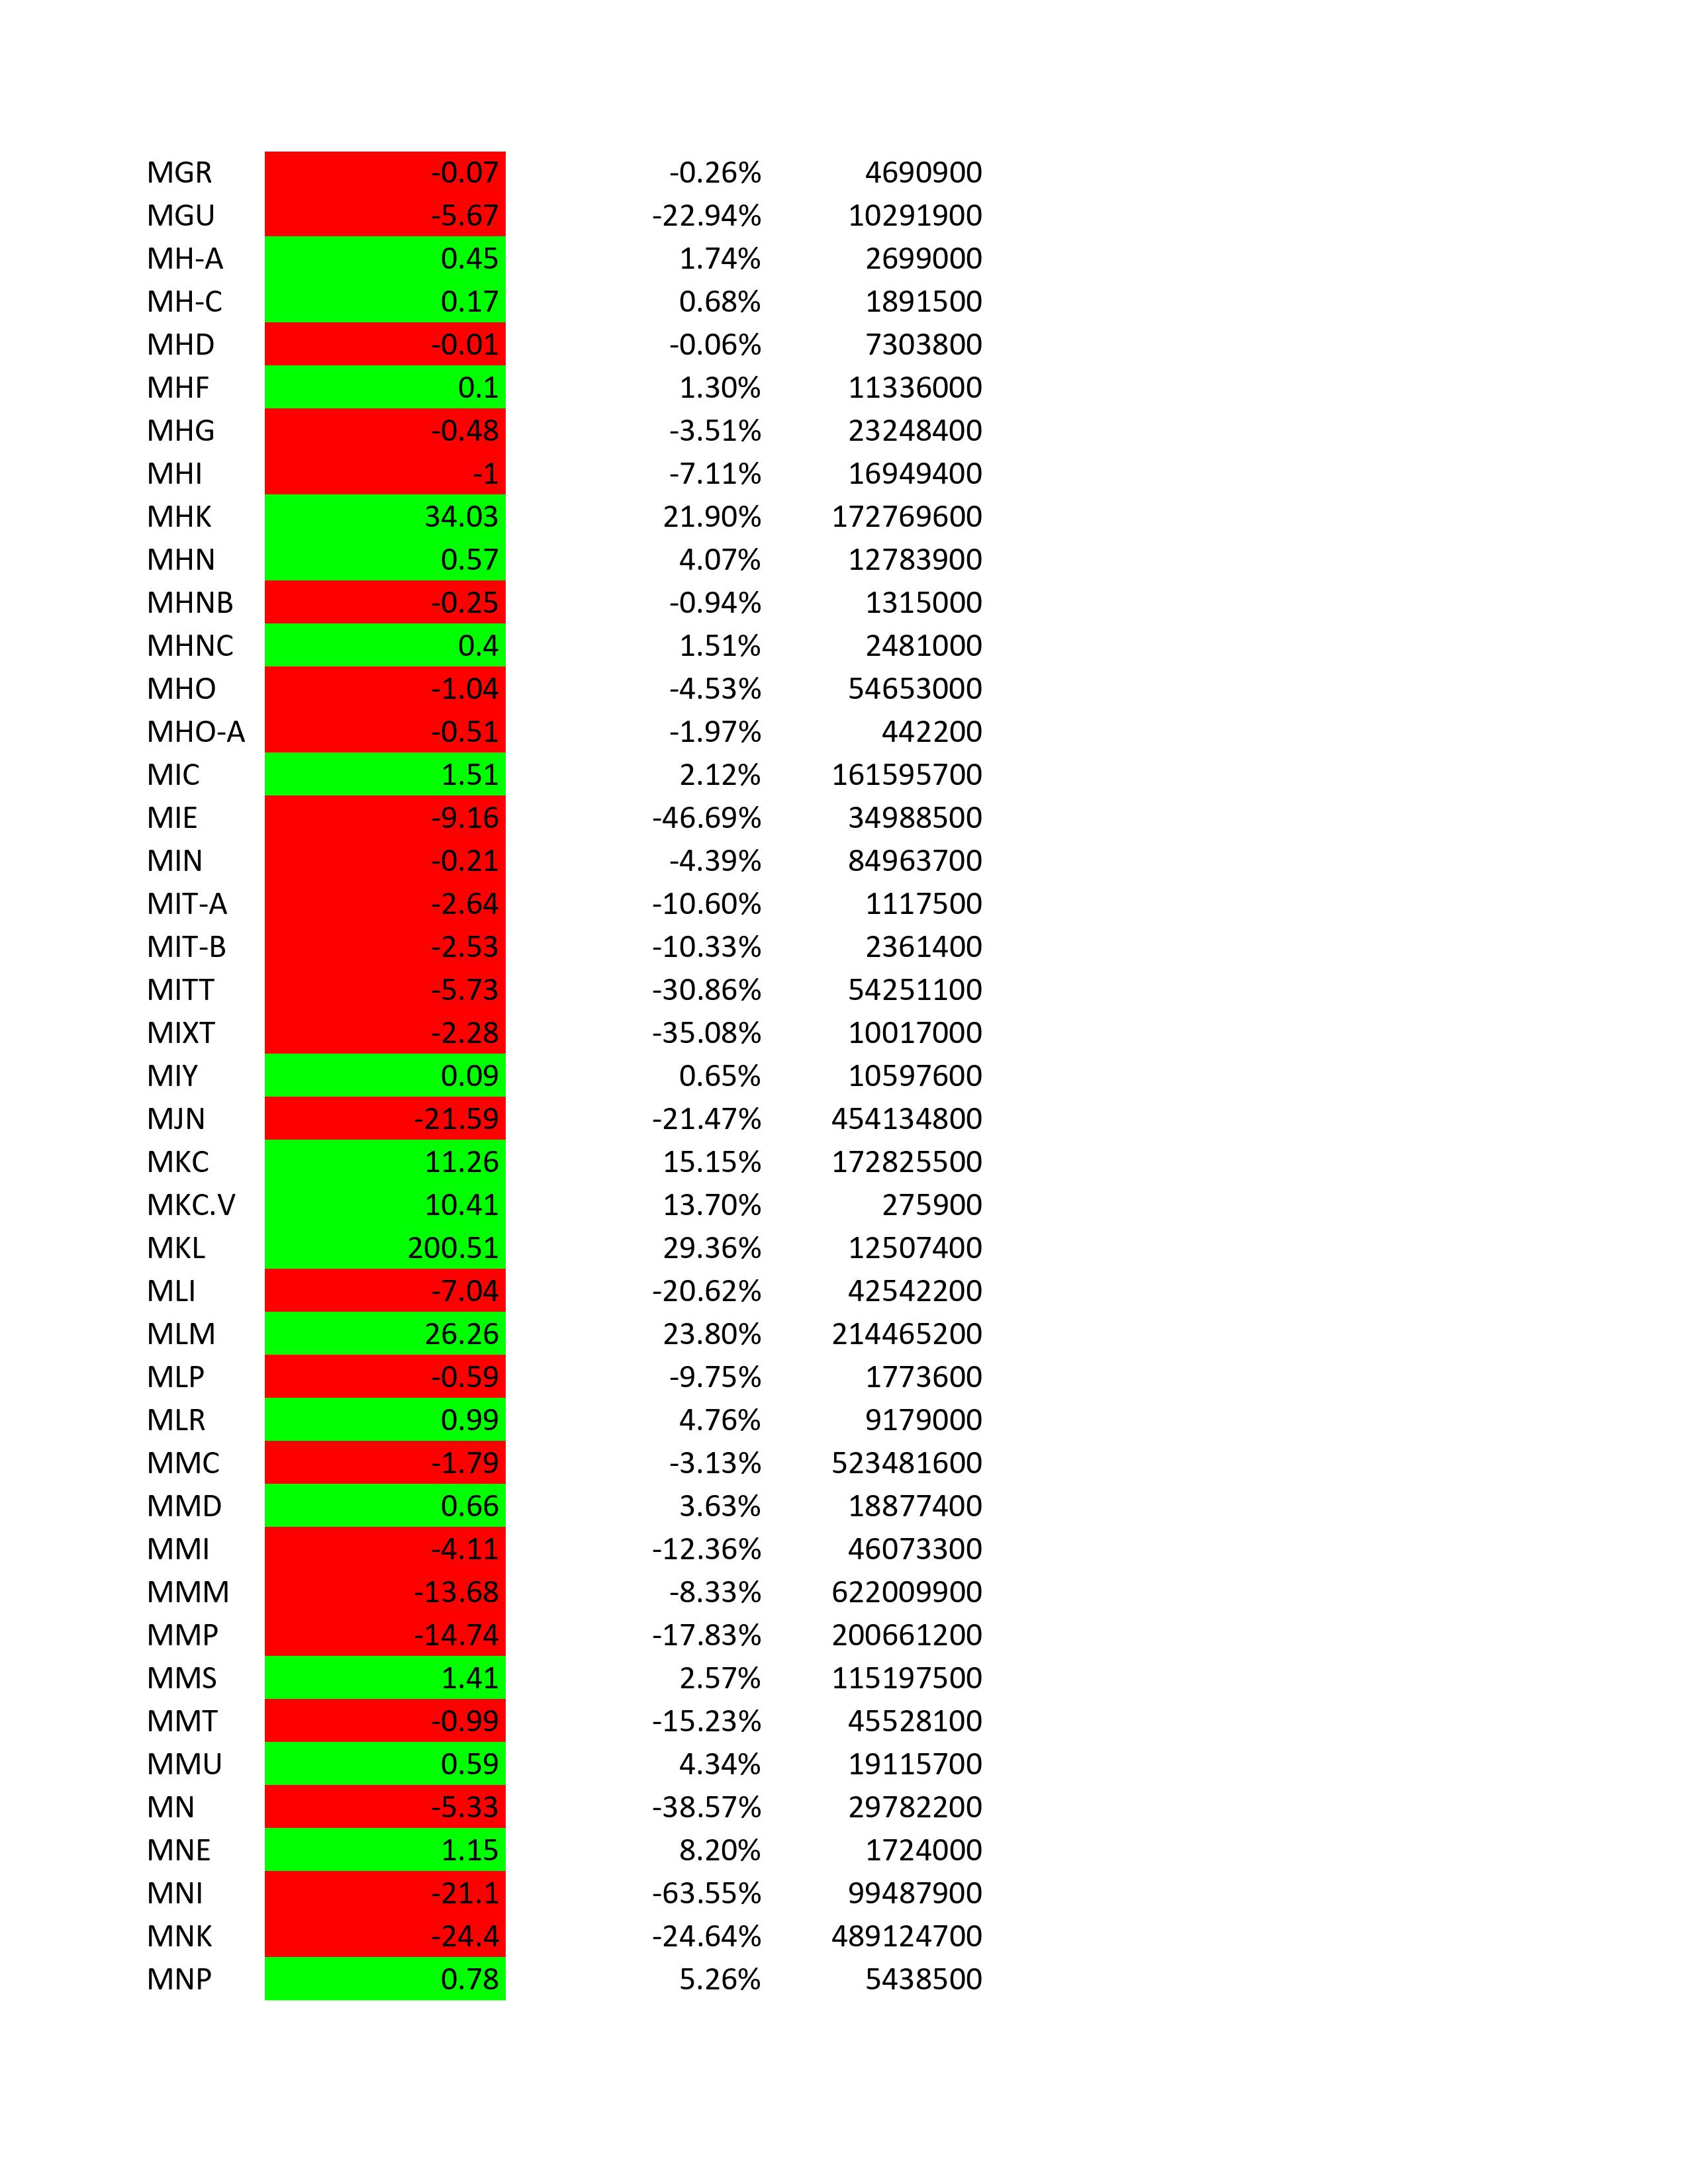 MGR -0.07 -0.26% 4690900
MGU -5.67 -22.94% 10291900
MH-A 0.45 1.74% 2699000
MH-C 0.17 0.68% 1891500
MHD -0.01 -0.06% 7303800
MHF 0.1 1.30% 11336000
MHG -0.48 -3.51% 23248400
MHI -1 -7.11% 16949400
MHK 34.03 21.90% 172769600
MHN 0.57 4.07% 12783900
MHNB -0.25 -0.94% 1315000
MHNC 0.4 1.51% 2481000
MHO -1.04 -4.53% 54653000
MHO-A -0.51 -1.97% 442200
MIC 1.51 2.12% 161595700
MIE -9.16 -46.69% 34988500
MIN -0.21 -4.39% 84963700
MIT-A -2.64 -10.60% 1117500
MIT-B -2.53 -10.33% 2361400
MITT -5.73 -30.86% 54251100
MIXT -2.28 -35.08% 10017000
MIY 0.09 0.65% 10597600
MJN -21.59 -21.47% 454134800
MKC 11.26 15.15% 172825500
MKC.V 10.41 13.70% 275900
MKL 200.51 29.36% 12507400
MLI -7.04 -20.62% 42542200
MLM 26.26 23.80% 214465200
MLP -0.59 -9.75% 1773600
MLR 0.99 4.76% 9179000
MMC -1.79 -3.13% 523481600
MMD 0.66 3.63% 18877400
MMI -4.11 -12.36% 46073300
MMM -13.68 -8.33% 622009900
MMP -14.74 -17.83% 200661200
MMS 1.41 2.57% 115197500
MMT -0.99 -15.23% 45528100
MMU 0.59 4.34% 19115700
MN -5.33 -38.57% 29782200
MNE 1.15 8.20% 1724000
MNI -21.1 -63.55% 99487900
MNK -24.4 -24.64% 489124700
MNP 0.78 5.26% 5438500